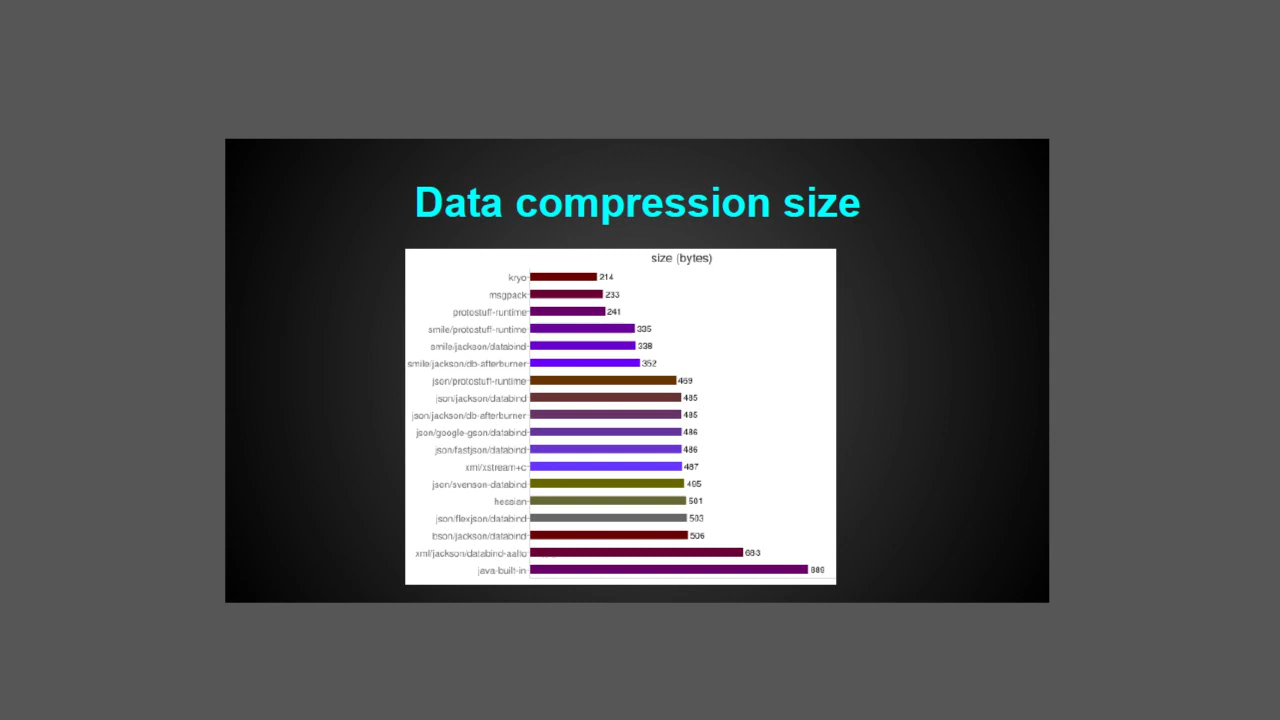 Data compression size
size (bytes)
kryo 214
msgpack 233
protostuff-runtime 241
smile/protostuff-runtime 335
smile/jackson/databind 338
smile/jackson/db-afterburner 352
json/protostuff-runtime 469
json/jackson/databind 485
json/jackson/db-afterburner 485
json/google-gson/databind 486
json/fastjson/databind 486
xml/xstream+c 487
json/svenson-databind 495
hessian 501
json/flexjson/databind 503
bson/jackson/databind 506
xml/jackson/databind-aalto 683
java-built-in 889